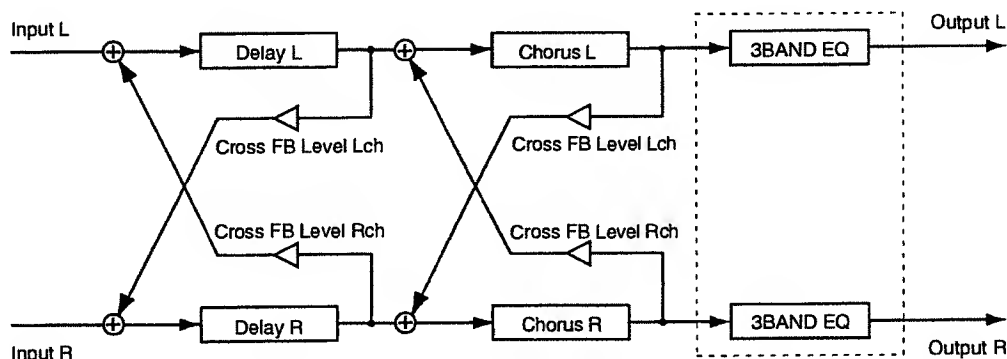 Input L
Output L
Delay L
Chorus L
3BAND EQ
Cross FB Level Lch
Cross FB Level Lch
Cross FB Level Rch
Cross FB Level Rch
Delay R
Chorus R
3BAND EQ
Input R
Output R